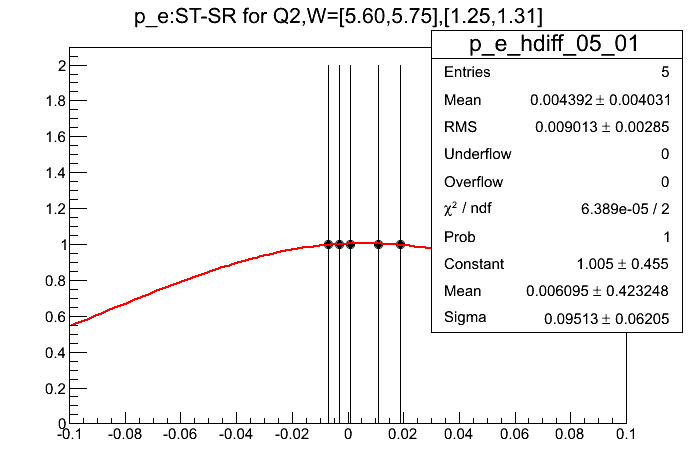 p_e:ST-SR for Q2,W=[5.60,5.75],[1.25,1.31]
p_e_hdiff_05_01
Entries 5
Mean 0.004392 ± 0.004031
RMS 0.009013 ± 0.00285
Underflow 0
Overflow 0
χ² / ndf 6.389e-05 / 2
Prob 1
Constant 1.005 ± 0.455
Mean 0.006095 ± 0.423248
Sigma 0.09513 ± 0.06205
2
1.8
1.6
1.4
1.2
1
0.8
0.6
0.4
0.2
0
-0.1 -0.08 -0.06 -0.04 -0.02 0 0.02 0.04 0.06 0.08 0.1